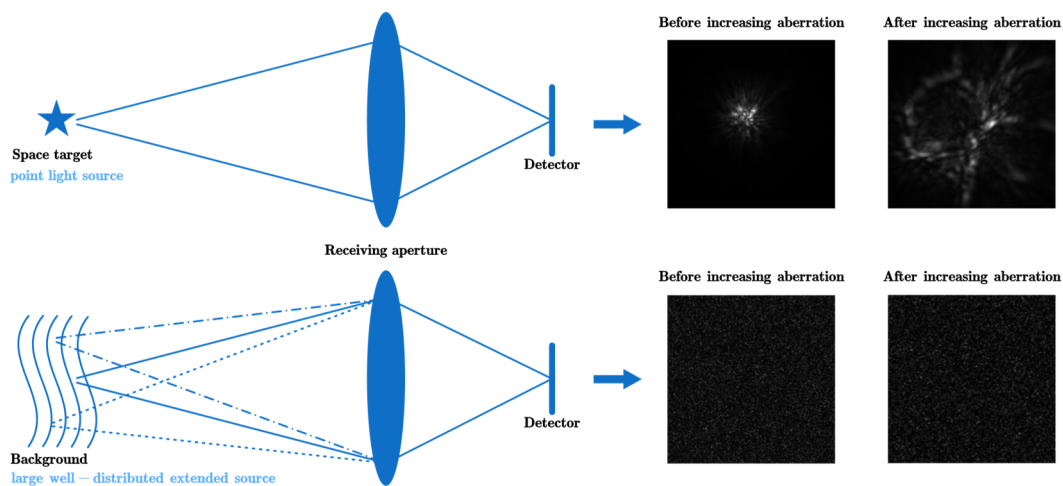 Before increasing aberration
After increasing aberration
Space target
point light source
Detector
Receiving aperture
Before increasing aberration
After increasing aberration
Detector
Background
large well − distributed extended source